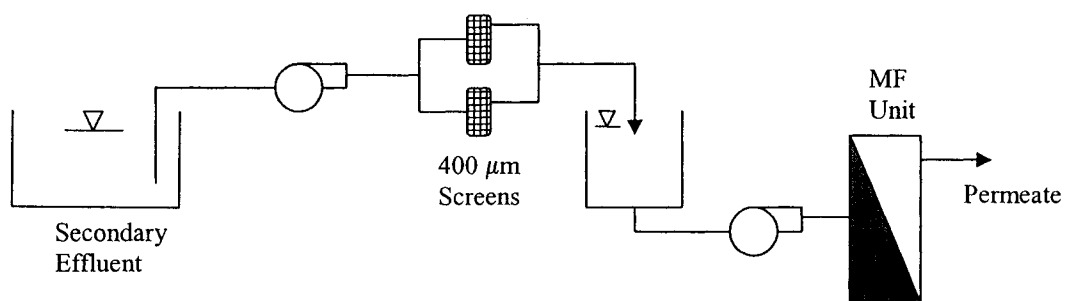 Secondary
Effluent
400 μm
Screens
MF
Unit
Permeate